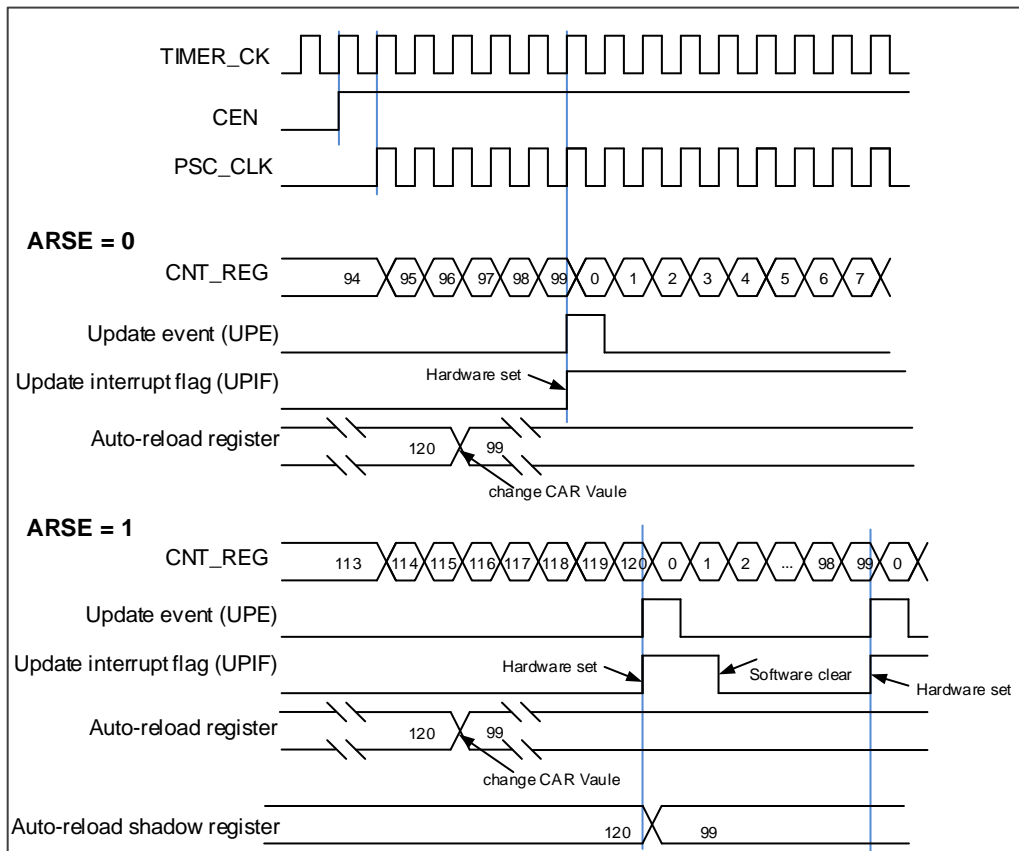 TIMER_CK
CEN
PSC_CLK
ARSE = 0
CNT_REG 94 95 96 97 98 99 0 1 2 3 4 5 6 7
Update event (UPE)
Update interrupt flag (UPIF) Hardware set
Auto-reload register 120 99
change CAR Vaule
ARSE = 1
CNT_REG 113 114 115 116 117 118 119 120 0 1 2 ... 98 99 0
Update event (UPE)
Update interrupt flag (UPIF) Hardware set Software clear Hardware set
Auto-reload register 120 99
change CAR Vaule
Auto-reload shadow register 120 99